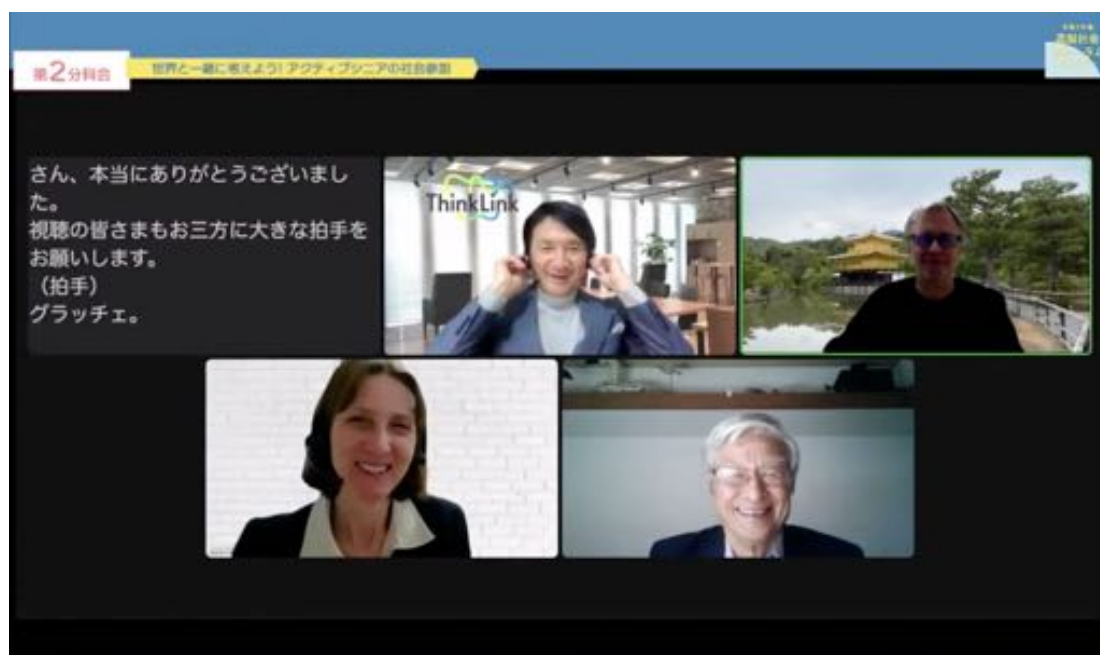 第2分科会
世界と一緒に考えよう! アクティブシニアの社会参加
さん、本当にありがとうございまし
た。
視聴の皆さまもお三方に大きな拍手を
お願いします。
（拍手）
グラッチェ。
ThinkLink